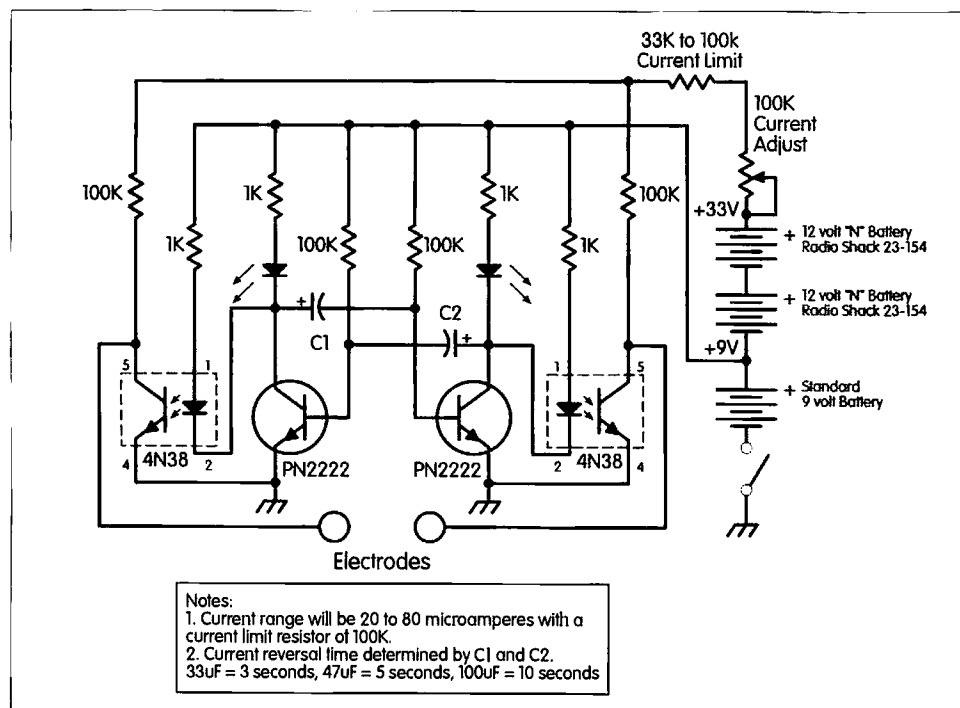 33K to 100k
Current Limit
100K
Current
Adjust
100K
1K
1K
100K
1K
100K
100K
1K
+33V
+ 12 volt "N" Battery
Radio Shack 23-154
+ 12 volt "N" Battery
Radio Shack 23-154
+
C1
C2
+
+9V
+ Standard
9 volt Battery
5
1
1
5
4
4N38
2
PN2222
PN2222
2
4N38
4
Electrodes
Notes:
1. Current range will be 20 to 80 microamperes with a
current limit resistor of 100K.
2. Current reversal time determined by C1 and C2.
33uF = 3 seconds, 47uF = 5 seconds, 100uF = 10 seconds